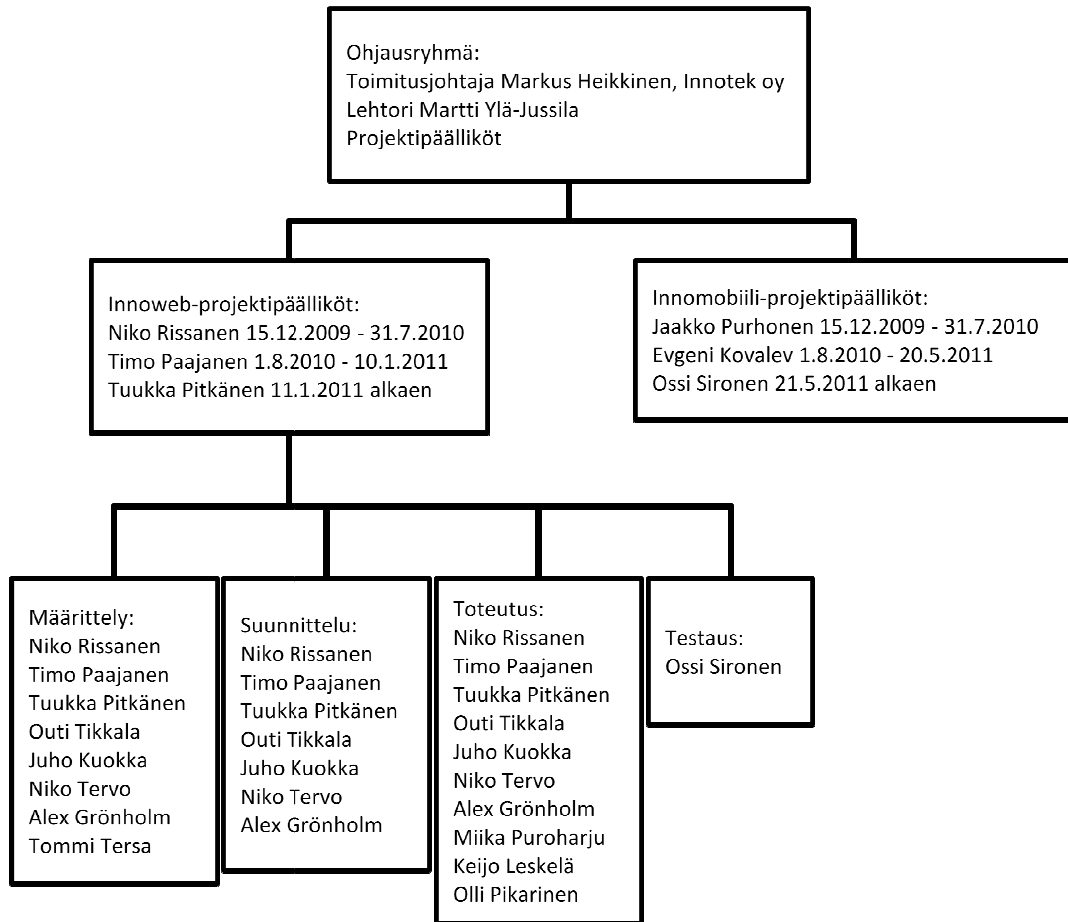 Ohjausryhmä:
Toimitusjohtaja Markus Heikkinen, Innotek oy
Lehtori Martti Ylä-Jussila
Projektipäälliköt
Innoweb-projektipäälliköt:
Niko Rissanen 15.12.2009 - 31.7.2010
Timo Paajanen 1.8.2010 - 10.1.2011
Tuukka Pitkänen 11.1.2011 alkaen
Innomobiili-projektipäälliköt:
Jaakko Purhonen 15.12.2009 - 31.7.2010
Evgeni Kovalev 1.8.2010 - 20.5.2011
Ossi Sironen 21.5.2011 alkaen
Määrittely:
Niko Rissanen
Timo Paajanen
Tuukka Pitkänen
Outi Tikkala
Juho Kuokka
Niko Tervo
Alex Grönholm
Tommi Tersa
Suunnittelu:
Niko Rissanen
Timo Paajanen
Tuukka Pitkänen
Outi Tikkala
Juho Kuokka
Niko Tervo
Alex Grönholm
Toteutus:
Niko Rissanen
Timo Paajanen
Tuukka Pitkänen
Outi Tikkala
Juho Kuokka
Niko Tervo
Alex Grönholm
Miika Puroharju
Keijo Leskelä
Olli Pikarinen
Testaus:
Ossi Sironen